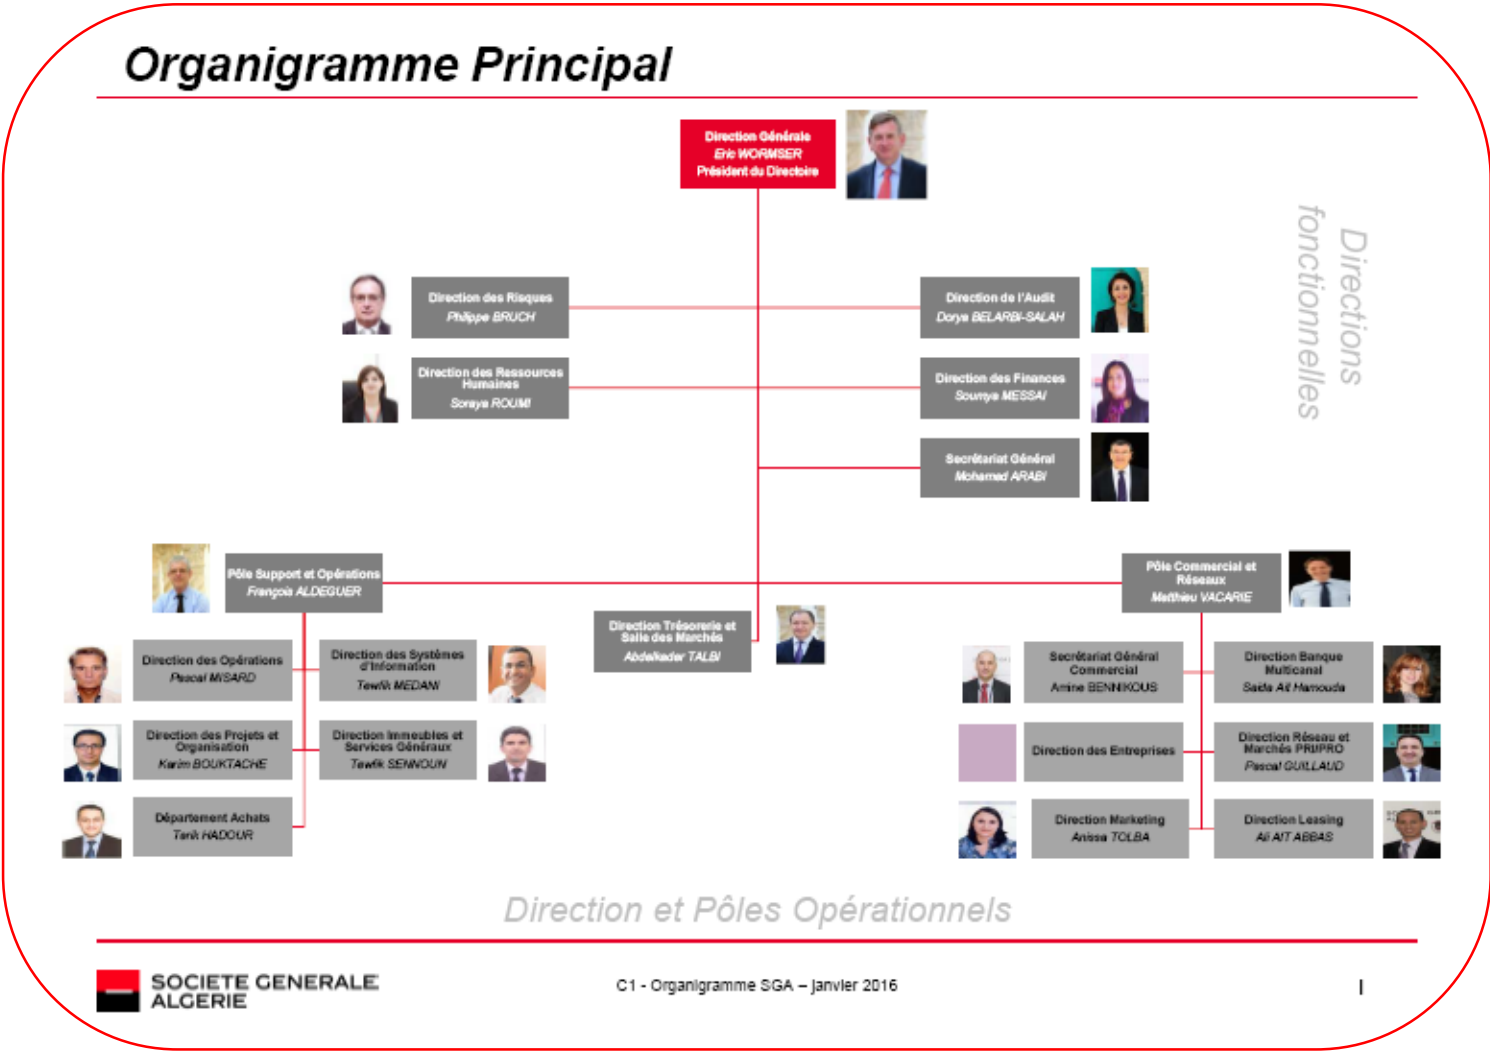 Organigramme Principal
Direction Générale
Eric WORMSER
Président du Directoire
Directions
fonctionnelles
Direction des Risques
Philippe BRUCH
Direction de l'Audit
Dorya BELARBI-SALAH
Direction des Ressources
Humaines
Soraya ROUMI
Direction des Finances
Soumya MESSAI
Secrétariat Général
Mohamed ARABI
Pôle Support et Opérations
François ALDEGUER
Pôle Commercial et
Réseaux
Matthieu VACARIE
Direction Trésorerie et
Salle des Marchés
Abdelkader TALBI
Direction des Opérations
Pascal MISARD
Direction des Systèmes
d'Information
Tewfik MEDANI
Secrétariat Général
Commercial
Amine BENNIKOUS
Direction Banque
Multicanal
Saida Ait Hamouda
Direction des Projets et
Organisation
Karim BOUKTACHE
Direction Immeubles et
Services Généraux
Tewfik SENNOUN
Direction des Entreprises
Direction Réseau et
Marchés PRI/PRO
Pascal GUILLAUD
Département Achats
Tarik HADOUR
Direction Marketing
Anissa TOLBA
Direction Leasing
Ali AIT ABBAS
Direction et Pôles Opérationnels
SOCIETE GENERALE
ALGERIE
C1 - Organigramme SGA – janvier 2016
I